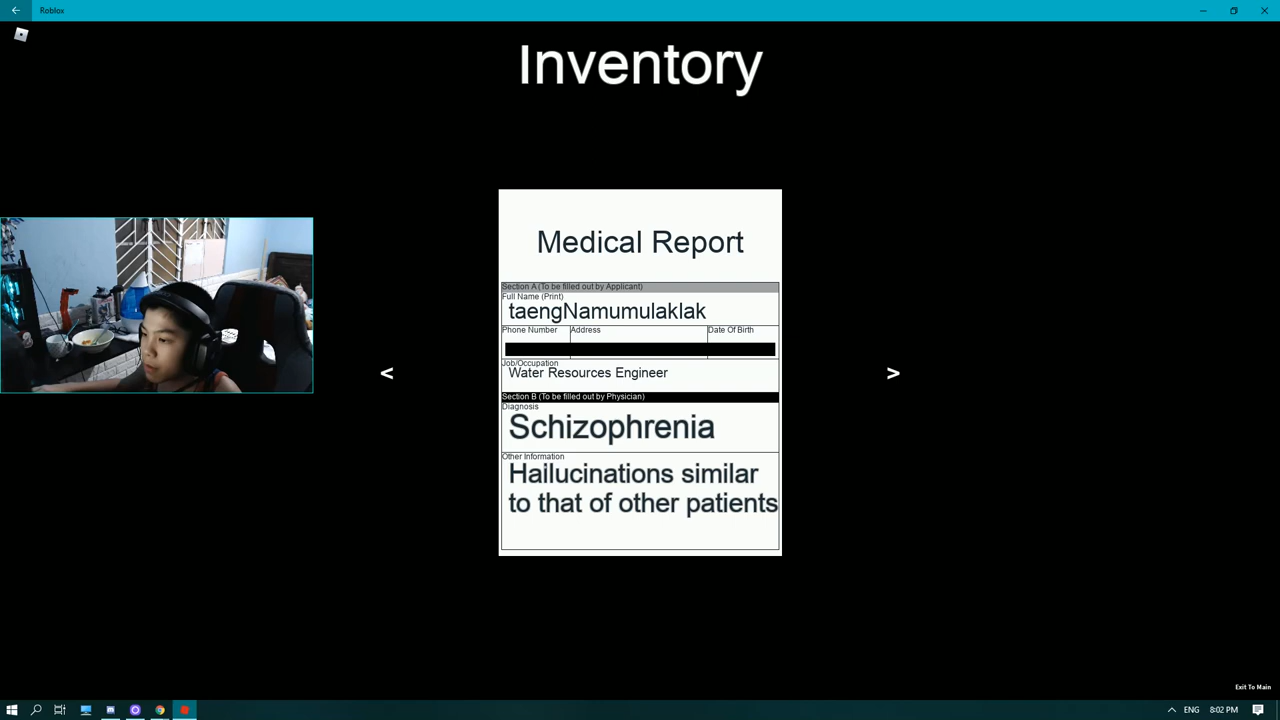 Roblox
Inventory
Medical Report
Section A (To be filled out by Applicant)
Full Name (Print)
taengNamumulaklak
Phone Number Address Date Of Birth
Job/Occupation
Water Resources Engineer
Section B (To be filled out by Physician)
Diagnosis
Schizophrenia
Other Information
Hailucinations similar
to that of other patients
< >
Exit To Main
ENG 8:02 PM